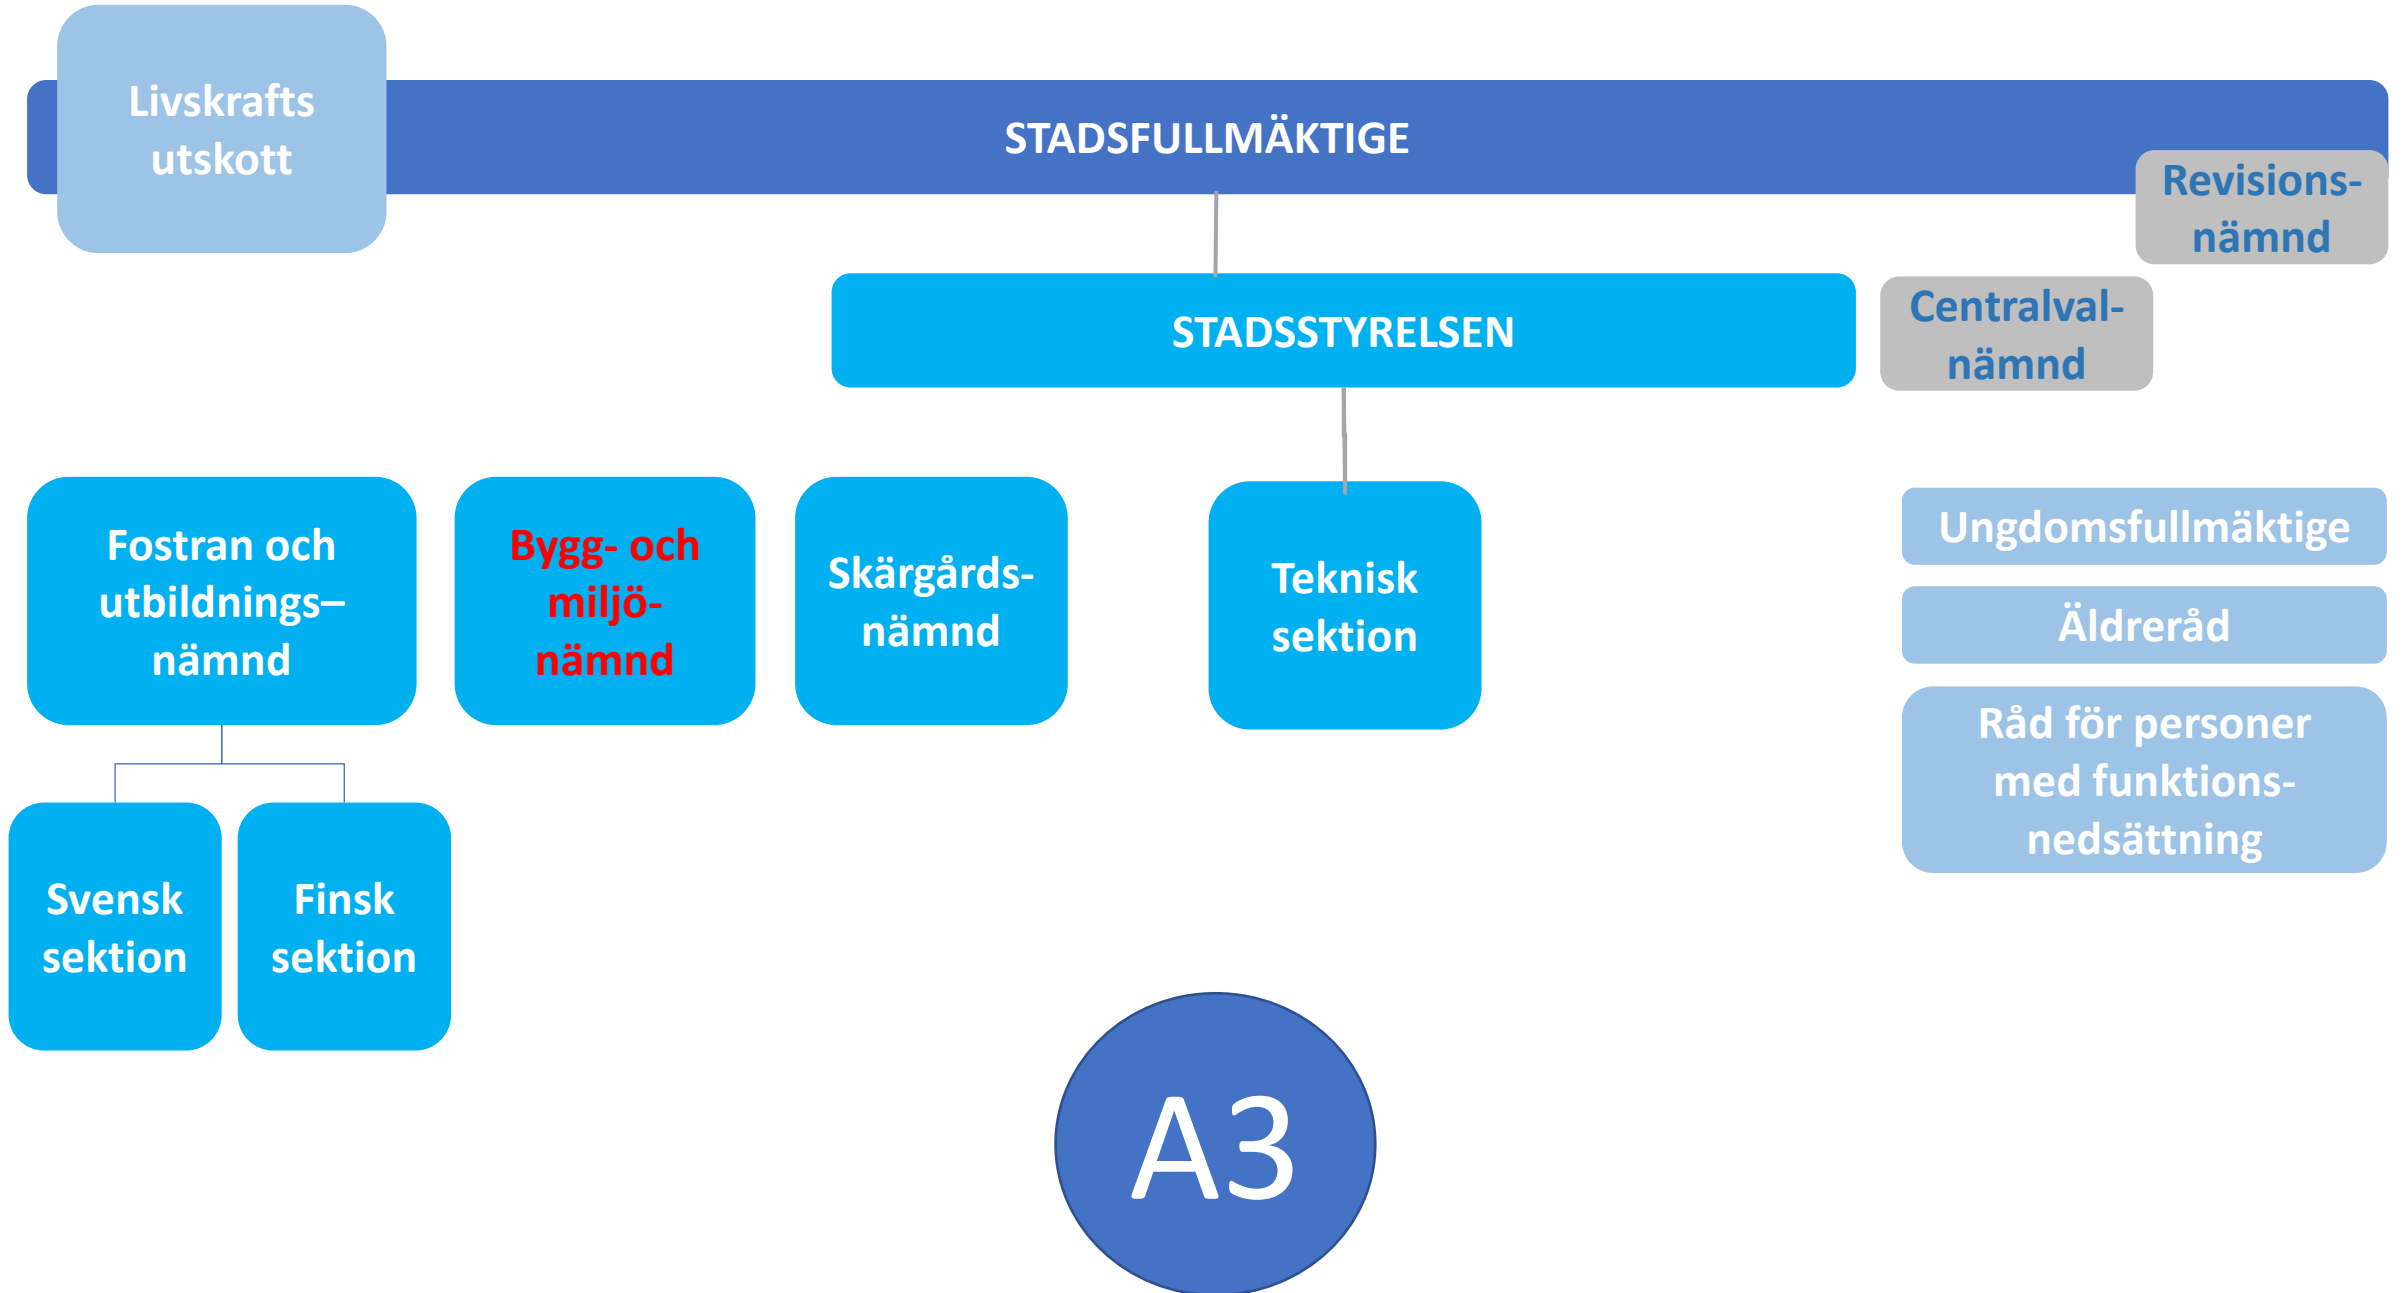 Livskrafts
utskott
STADSFULLMÄKTIGE
Revisions-
nämnd
STADSSTYRELSEN
Centralval-
nämnd
Fostran och
utbildnings–
nämnd
Bygg- och
miljö-
nämnd
Skärgårds-
nämnd
Teknisk
sektion
Ungdomsfullmäktige
Äldreråd
Råd för personer
med funktions-
nedsättning
Svensk
sektion
Finsk
sektion
A3